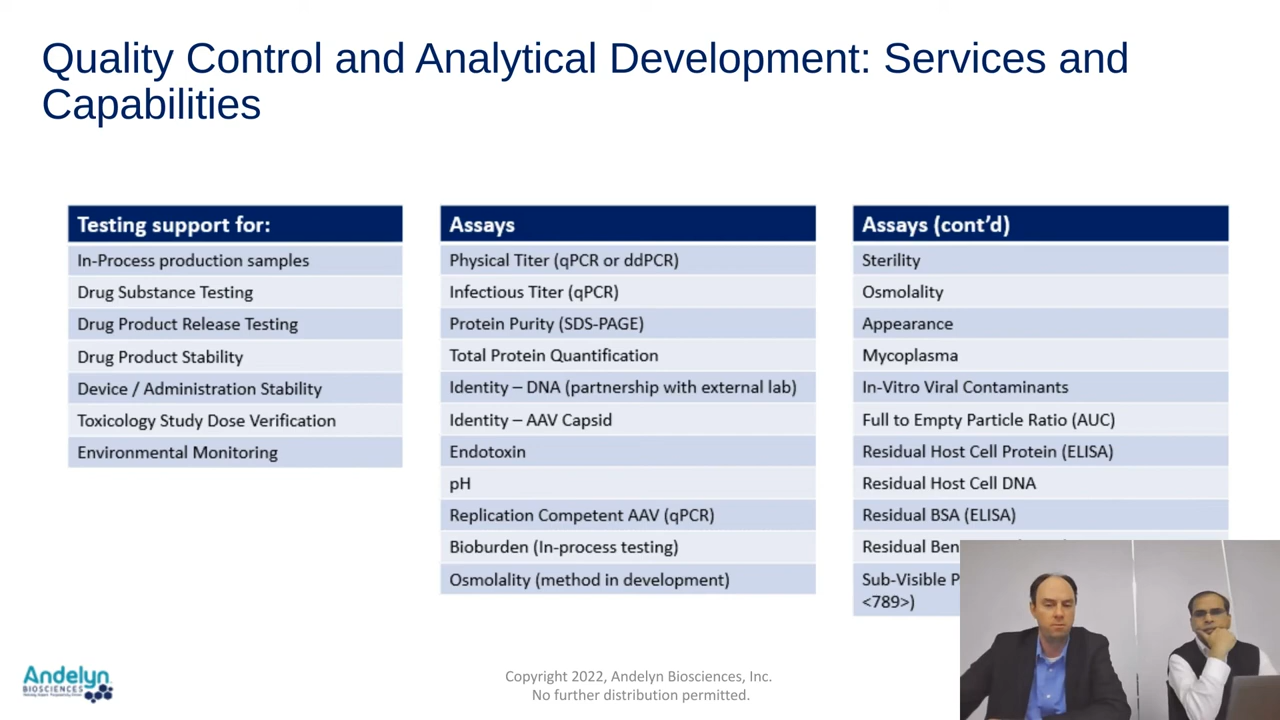 Quality Control and Analytical Development: Services and
Capabilities
Testing support for:
In-Process production samples
Drug Substance Testing
Drug Product Release Testing
Drug Product Stability
Device / Administration Stability
Toxicology Study Dose Verification
Environmental Monitoring
Assays
Physical Titer (qPCR or ddPCR)
Infectious Titer (qPCR)
Protein Purity (SDS-PAGE)
Total Protein Quantification
Identity – DNA (partnership with external lab)
Identity – AAV Capsid
Endotoxin
pH
Replication Competent AAV (qPCR)
Bioburden (In-process testing)
Osmolality (method in development)
Assays (cont’d)
Sterility
Osmolality
Appearance
Mycoplasma
In-Vitro Viral Contaminants
Full to Empty Particle Ratio (AUC)
Residual Host Cell Protein (ELISA)
Residual Host Cell DNA
Residual BSA (ELISA)
Residual Ben
Sub-Visible P
<789>)
Andelyn
BIOSCIENCES
Copyright 2022, Andelyn Biosciences, Inc.
No further distribution permitted.